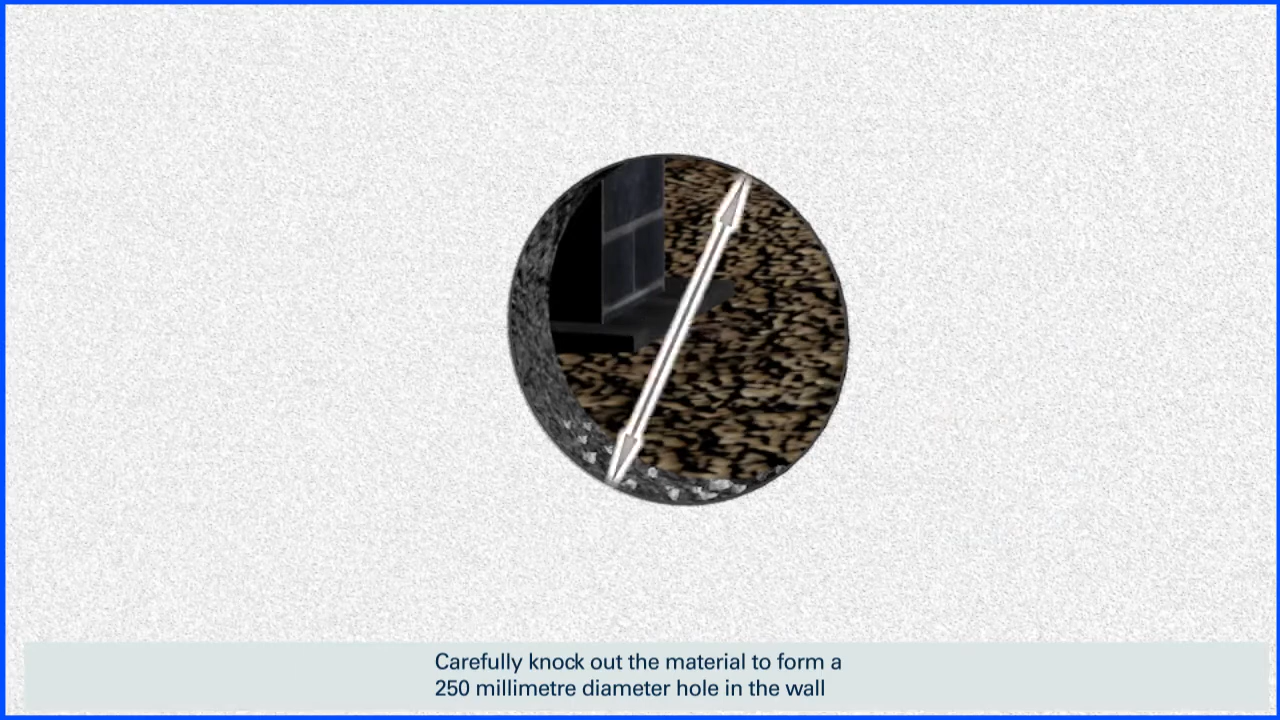 Carefully knock out the material to form a
250 millimetre diameter hole in the wall